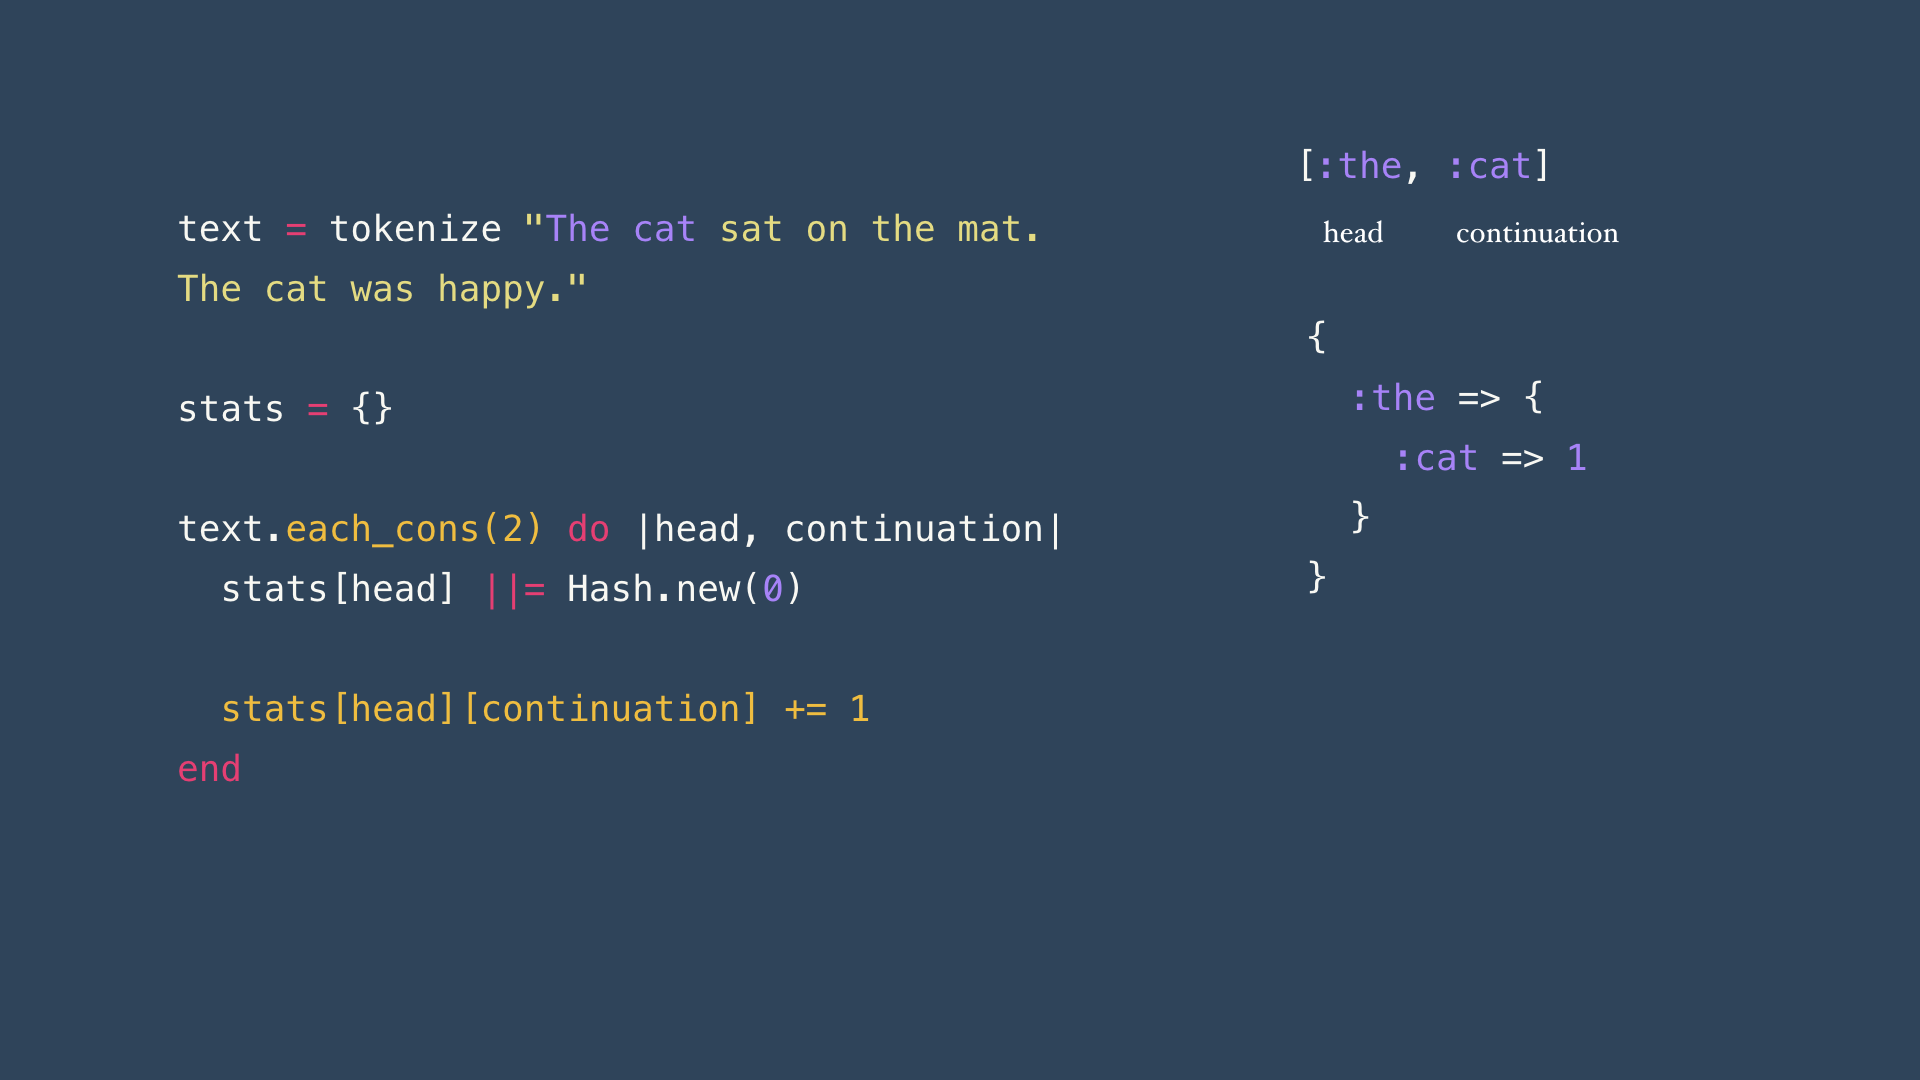 text = tokenize "The cat sat on the mat.
The cat was happy."
stats = {}
text.each_cons(2) do |head, continuation|
  stats[head] ||= Hash.new(0)
  stats[head][continuation] += 1
end
[:the, :cat]
head continuation
{
  :the => {
    :cat => 1
  }
}